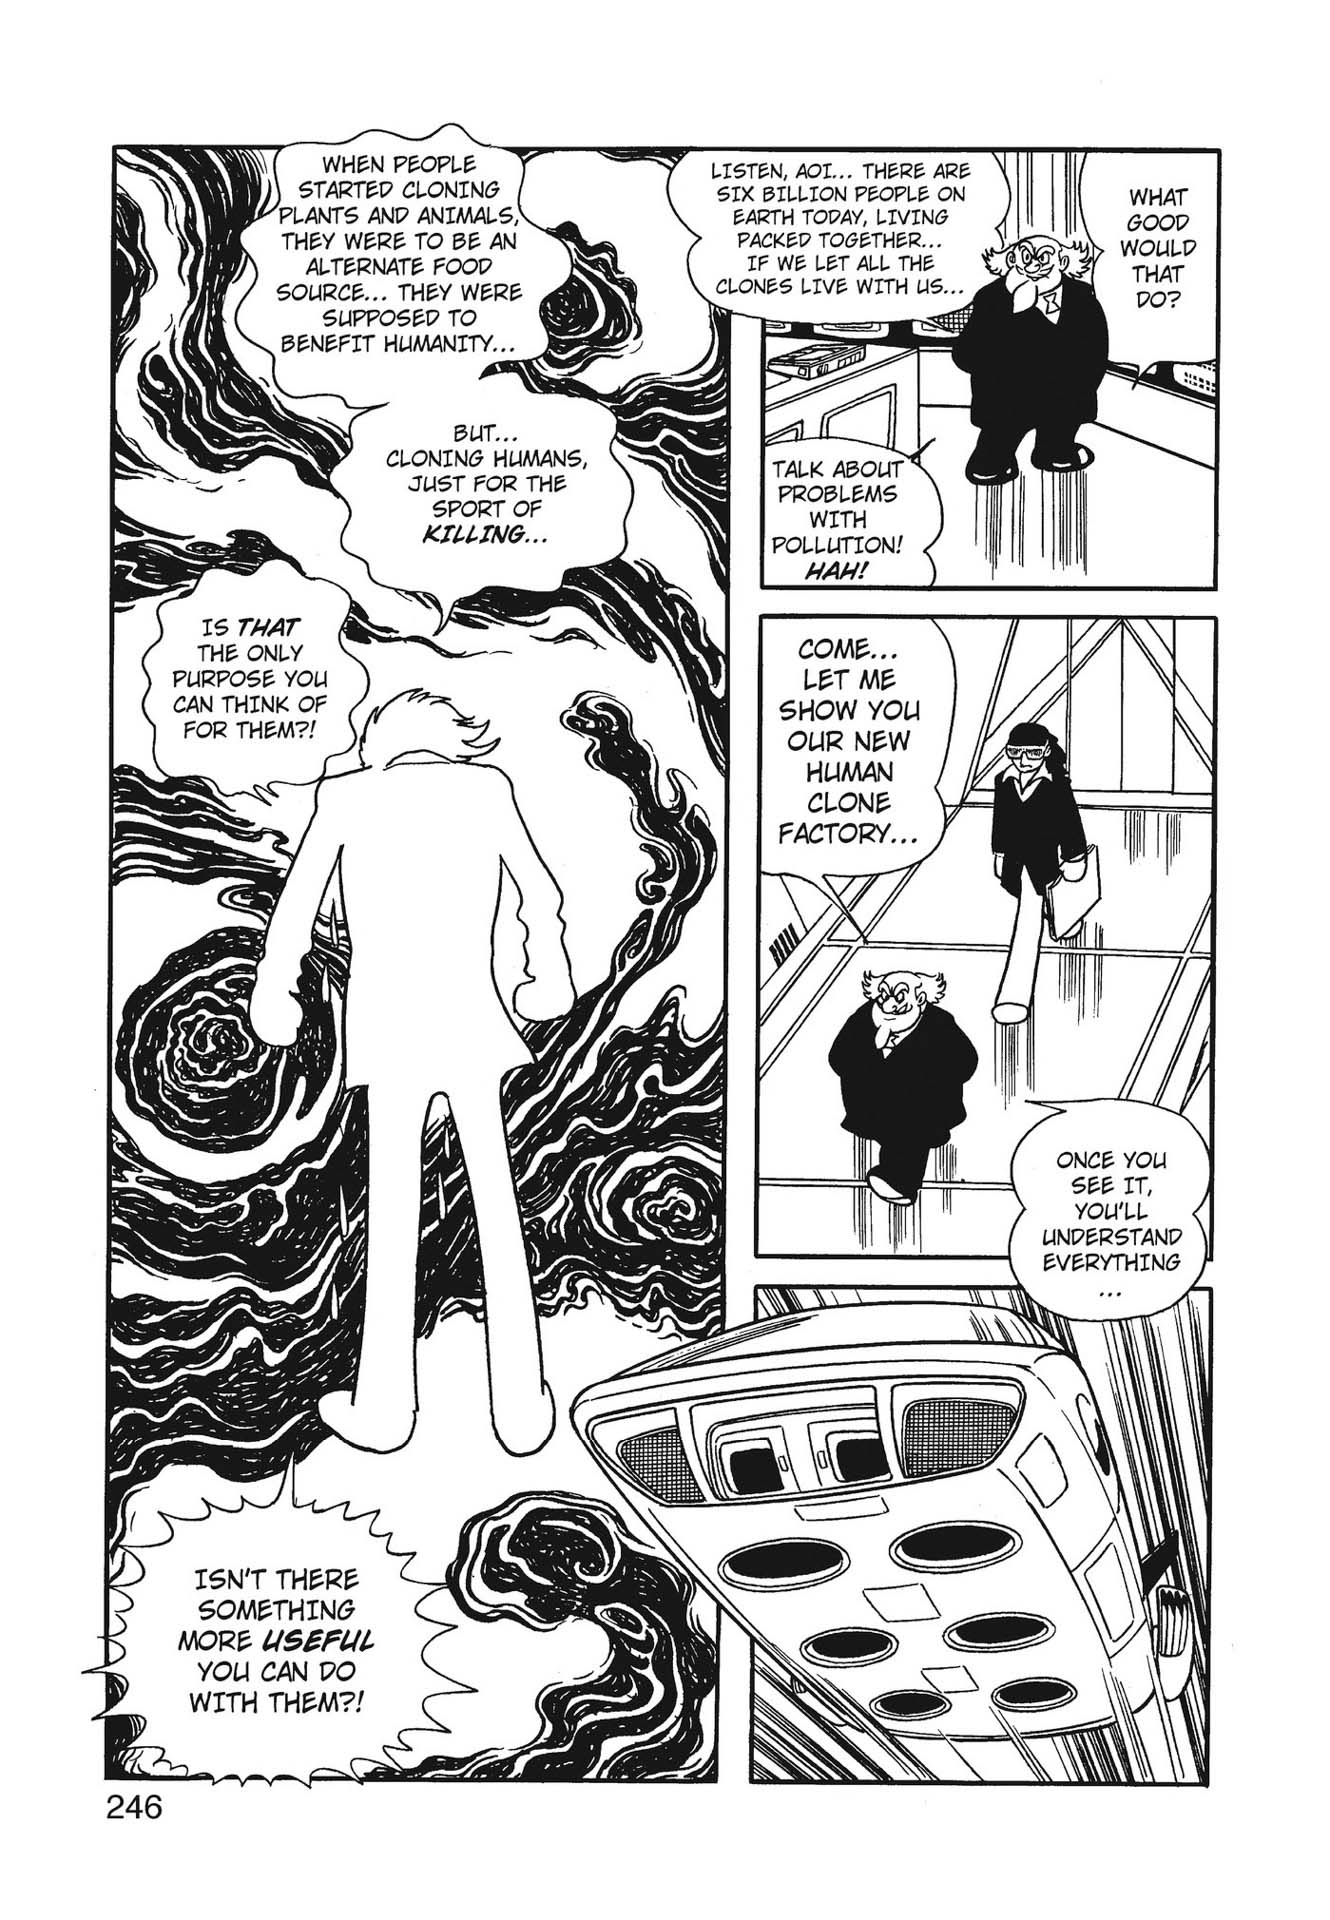 WHEN PEOPLE
STARTED CLONING
PLANTS AND ANIMALS,
THEY WERE TO BE AN
ALTERNATE FOOD
SOURCE... THEY WERE
SUPPOSED TO
BENEFIT HUMANITY...
BUT...
CLONING HUMANS,
JUST FOR THE
SPORT OF
KILLING...
IS THAT
THE ONLY
PURPOSE YOU
CAN THINK OF
FOR THEM?!
ISN'T THERE
SOMETHING
MORE USEFUL
YOU CAN DO
WITH THEM?!
LISTEN, AOI... THERE ARE
SIX BILLION PEOPLE ON
EARTH TODAY, LIVING
PACKED TOGETHER...
IF WE LET ALL THE
CLONES LIVE WITH US...
WHAT
GOOD
WOULD
THAT
DO?
TALK ABOUT
PROBLEMS
WITH
POLLUTION!
HAH!
COME...
LET ME
SHOW YOU
OUR NEW
HUMAN
CLONE
FACTORY...
ONCE YOU
SEE IT,
YOU'LL
UNDERSTAND
EVERYTHING
...
246